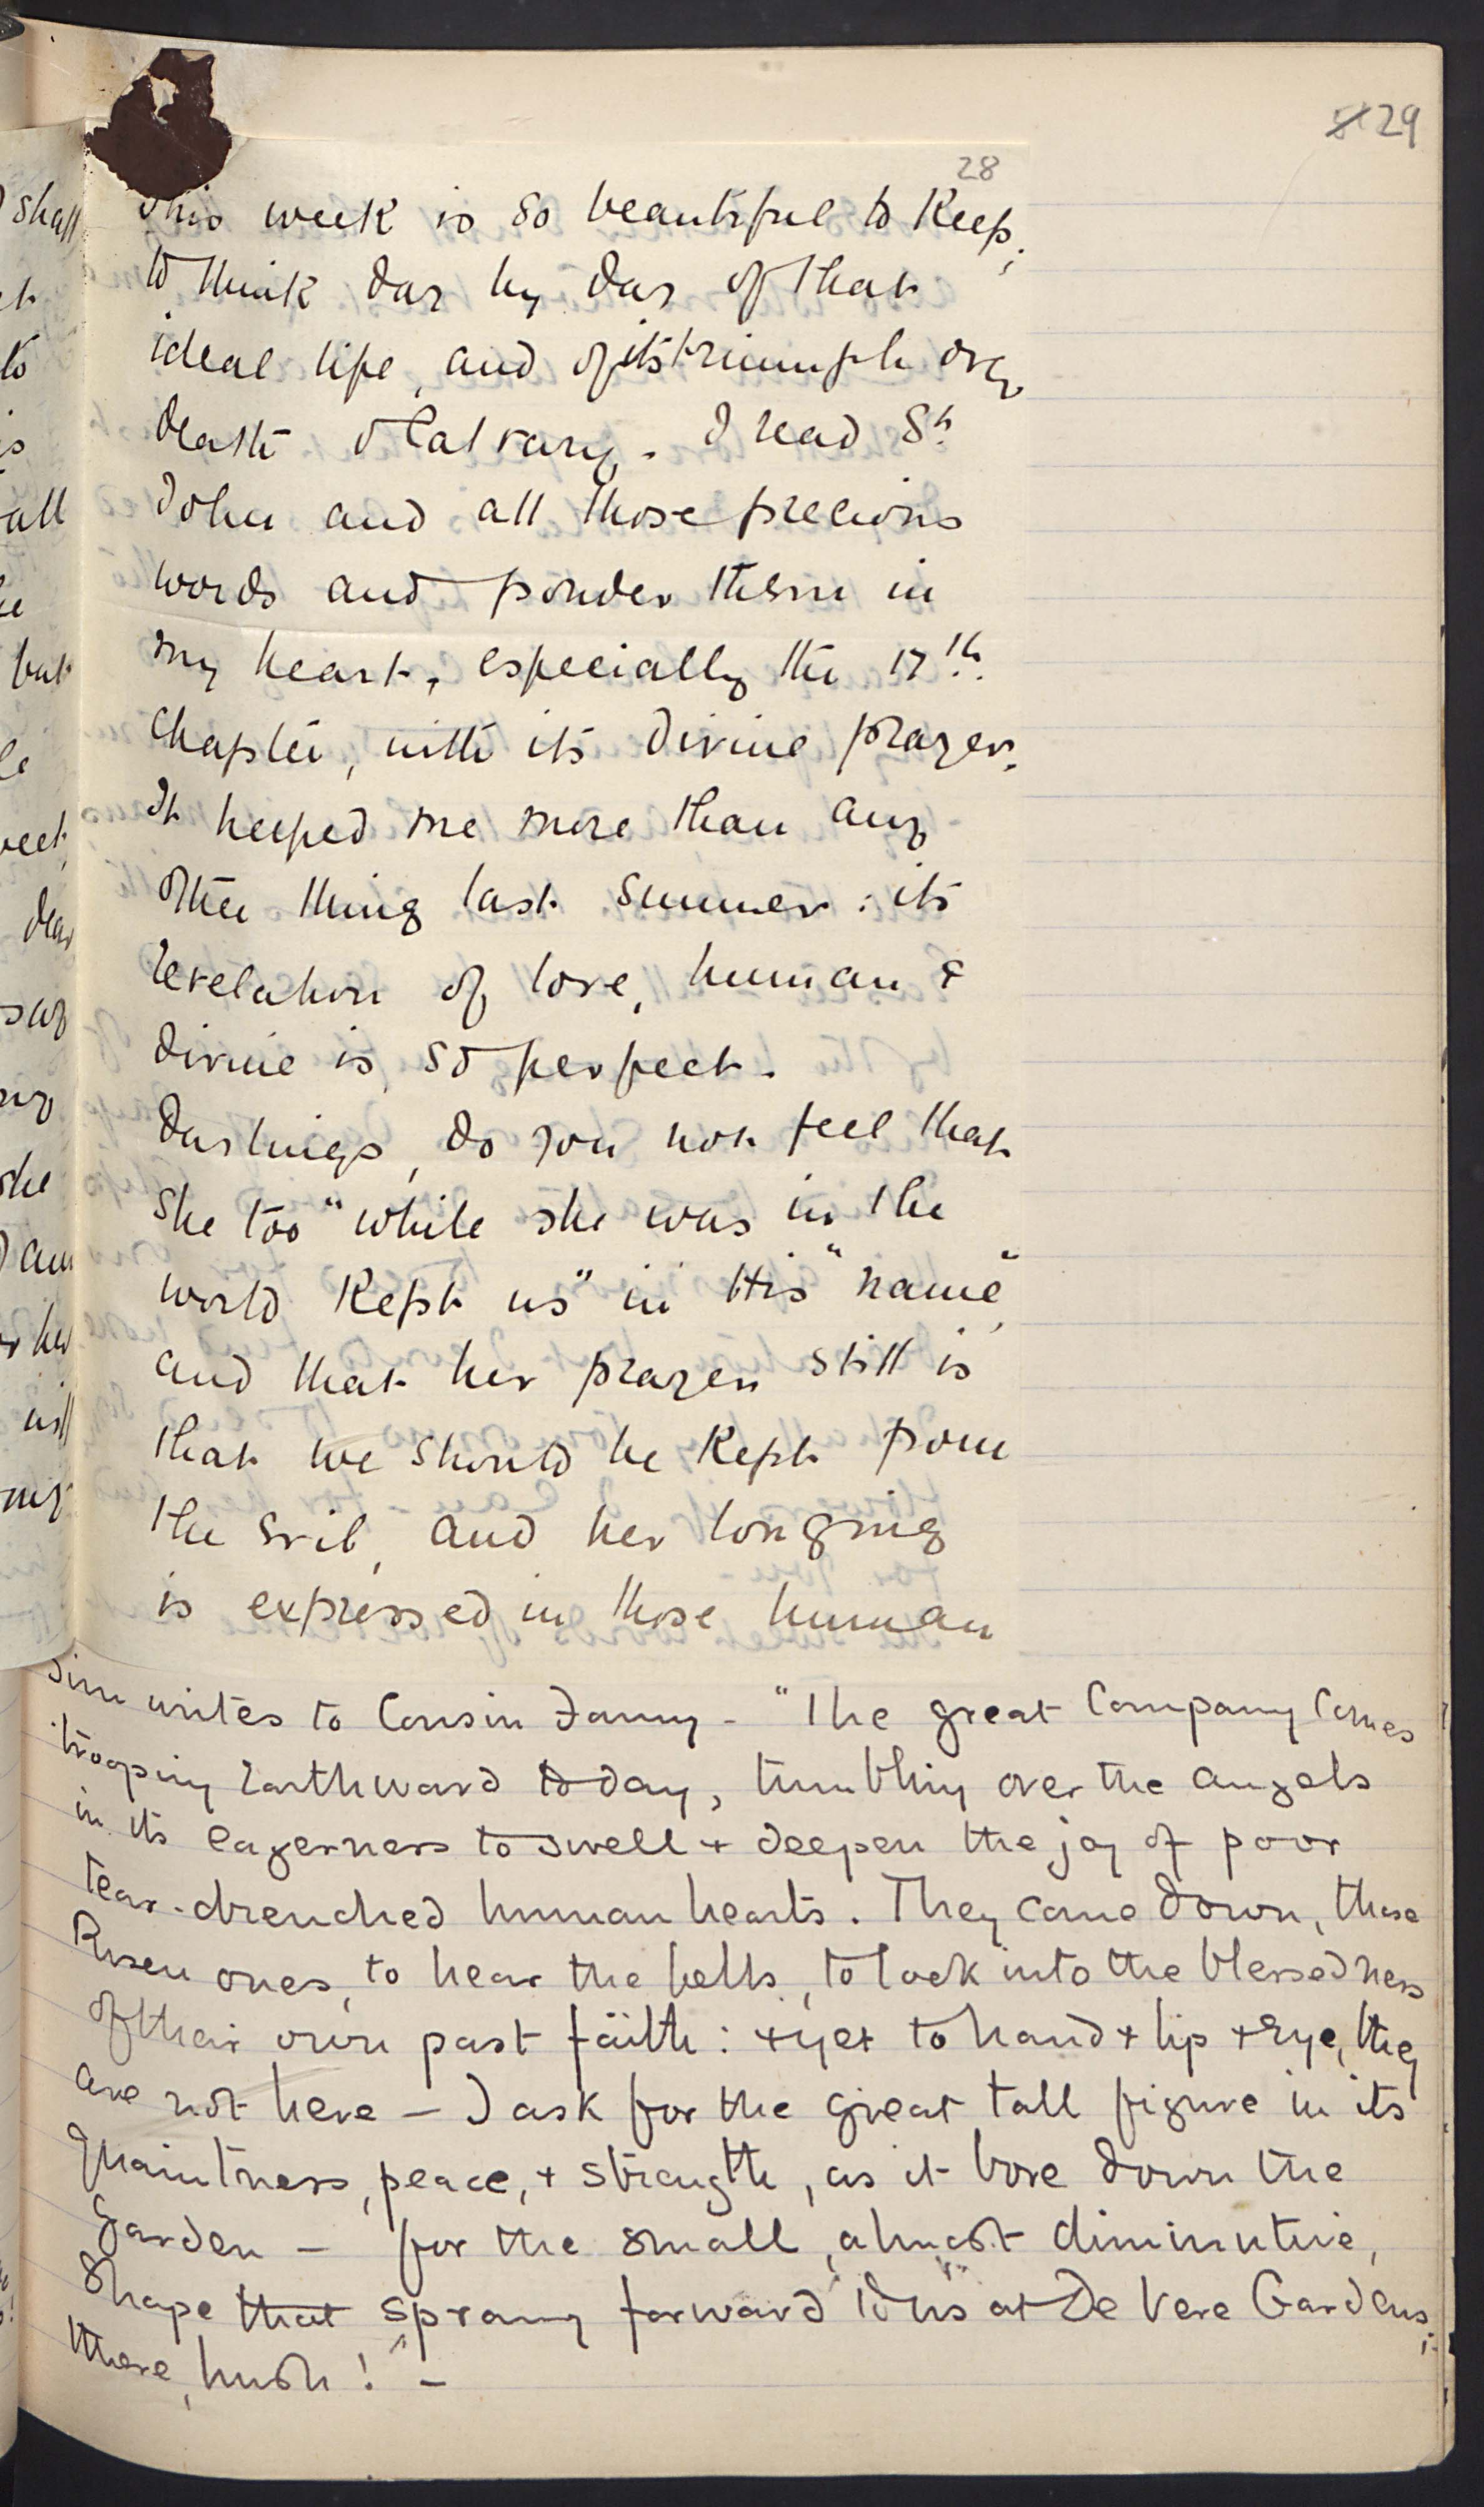 29
28
This week is so beautiful to keep;
to think day by day of that
ideal life, and of its triumph over
death & Calvary. I read St.
John and all those precious
words and ponder them in
my heart, especially the 17th.
Chapter, with its divine prayer.
It helped me more than any
other thing last summer: its
revelation of love, human &
divine is so perfect.
Darlings, do you not feel that
she too "while she was in the
world kept us" in His "name",
and that her prayer still is
that we should be kept from
the evil, and her longing
is expressed in those human
Sim writes to Cousin Fanny - "The great Company comes
trooping Earthward to day, tumbling over the angels
in its eagerness to swell & deepen the joy of poor
tear-drenched human hearts. They come down, these
Risen ones, to hear the bells, to look into the blessedness
of their own past faith: & yet to hand & lip & eye, they
are not here - I ask for the great tall figure in its
quaintness, peace, & strength, as it bore down the
garden - for the small, almost diminutive,
shape that sprang forward to us at De Vere Gardens;-
there, hush! -
shall
to
all
but
dear
say
she
I am
will
my